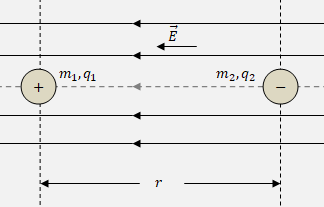 E⃗
m₁,q₁
m₂,q₂
+
−
r